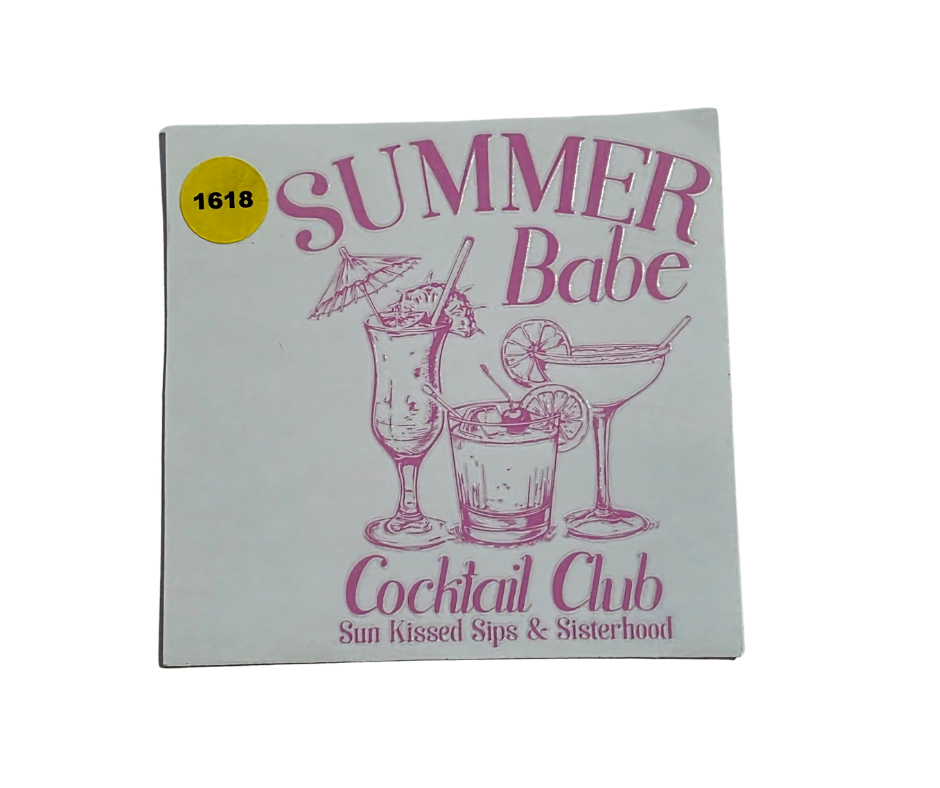 1618
SUMMER
Babe
Cocktail Club
Sun Kissed Sips & Sisterhood